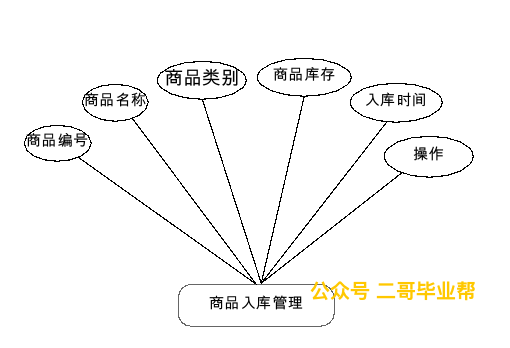 商品类别
商品库存
商品名称
入库时间
商品编号
操作
商品入库管理
公众号 二哥毕业帮